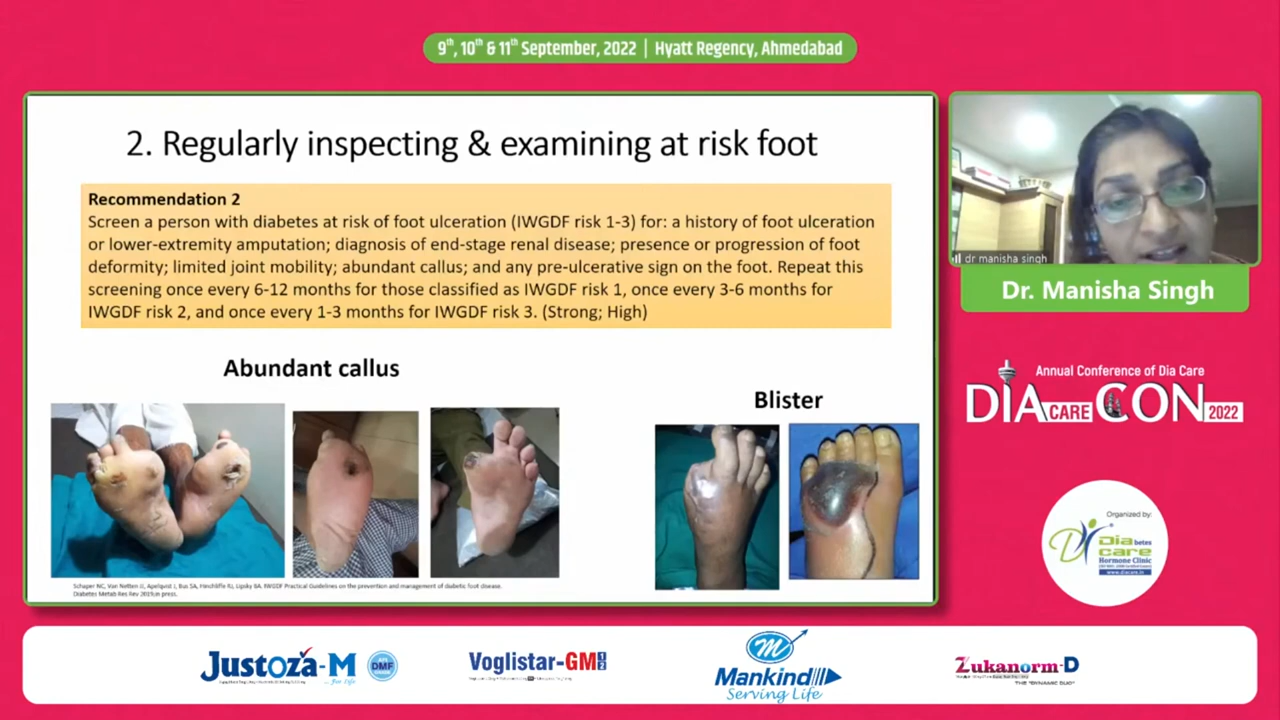 9th, 10th & 11th September, 2022 | Hyatt Regency, Ahmedabad
2. Regularly inspecting & examining at risk foot
Recommendation 2
Screen a person with diabetes at risk of foot ulceration (IWGDF risk 1-3) for: a history of foot ulceration
or lower-extremity amputation; diagnosis of end-stage renal disease; presence or progression of foot
deformity; limited joint mobility; abundant callus; and any pre-ulcerative sign on the foot. Repeat this
screening once every 6-12 months for those classified as IWGDF risk 1, once every 3-6 months for
IWGDF risk 2, and once every 1-3 months for IWGDF risk 3. (Strong; High)
Abundant callus
Blister
Schaper NC, Van Netten JJ, Apelqvist J, Bus SA, Hinchliffe RJ, Lipsky BA. IWGDF Practical Guidelines on the prevention and management of diabetic foot disease.
Diabetes Metab Res Rev 2019;in press.
dr manisha singh
Dr. Manisha Singh
Annual Conference of Dia Care
DIA CARE CON 2022
Organized by:
Diabetes
care
Hormone Clinic
www.diacare.in
Justoza-M
DMF
Voglistar-GM
Mankind
Serving Life
Zukanorm-D
THE "DYNAMIC DUO"